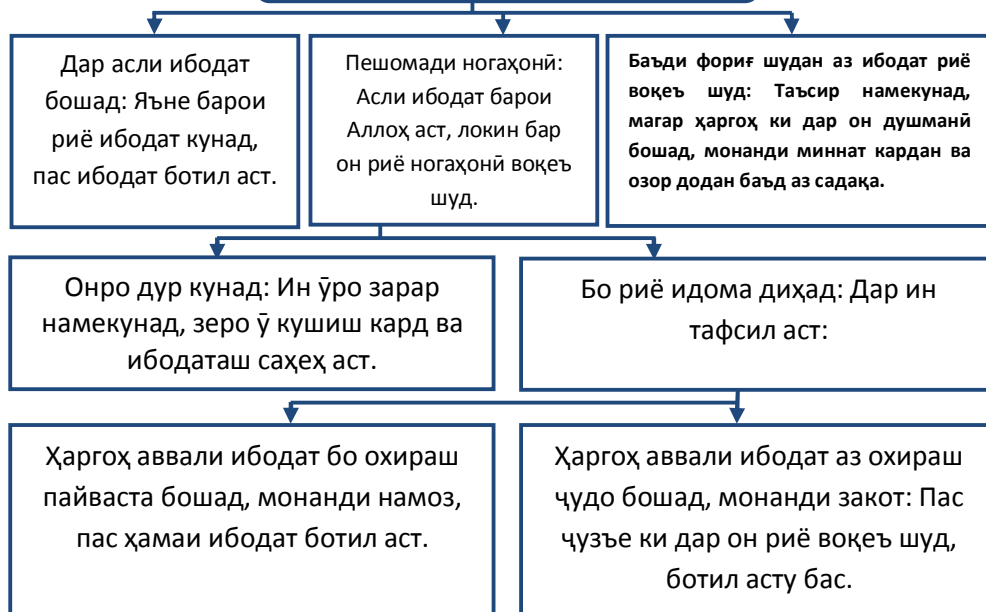 Дар асли ибодат
бошад: Яъне барои
риё ибодат кунад,
пас ибодат ботил аст.
Пешомади ногаҳонӣ:
Асли ибодат барои
Аллоҳ аст, локин бар
он риё ногаҳонӣ воқеъ
шуд.
Баъди фориғ шудан аз ибодат риё
воқеъ шуд: Таъсир намекунад,
магар ҳаргоҳ ки дар он душманӣ
бошад, монанди миннат кардан ва
озор додан баъд аз садақа.
Онро дур кунад: Ин ӯро зарар
намекунад, зеро ӯ кушиш кард ва
ибодаташ саҳеҳ аст.
Бо риё идома диҳад: Дар ин
тафсил аст:
Ҳаргоҳ аввали ибодат бо охираш
пайваста бошад, монанди намоз,
пас ҳамаи ибодат ботил аст.
Ҳаргоҳ аввали ибодат аз охираш
ҷудо бошад, монанди закот: Пас
ҷузъе ки дар он риё воқеъ шуд,
ботил асту бас.